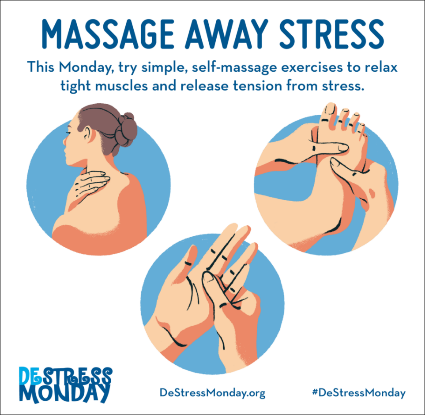 MASSAGE AWAY STRESS
This Monday, try simple, self-massage exercises to relax
tight muscles and release tension from stress.
DESTRESS
MONDAY
DeStressMonday.org
#DeStressMonday